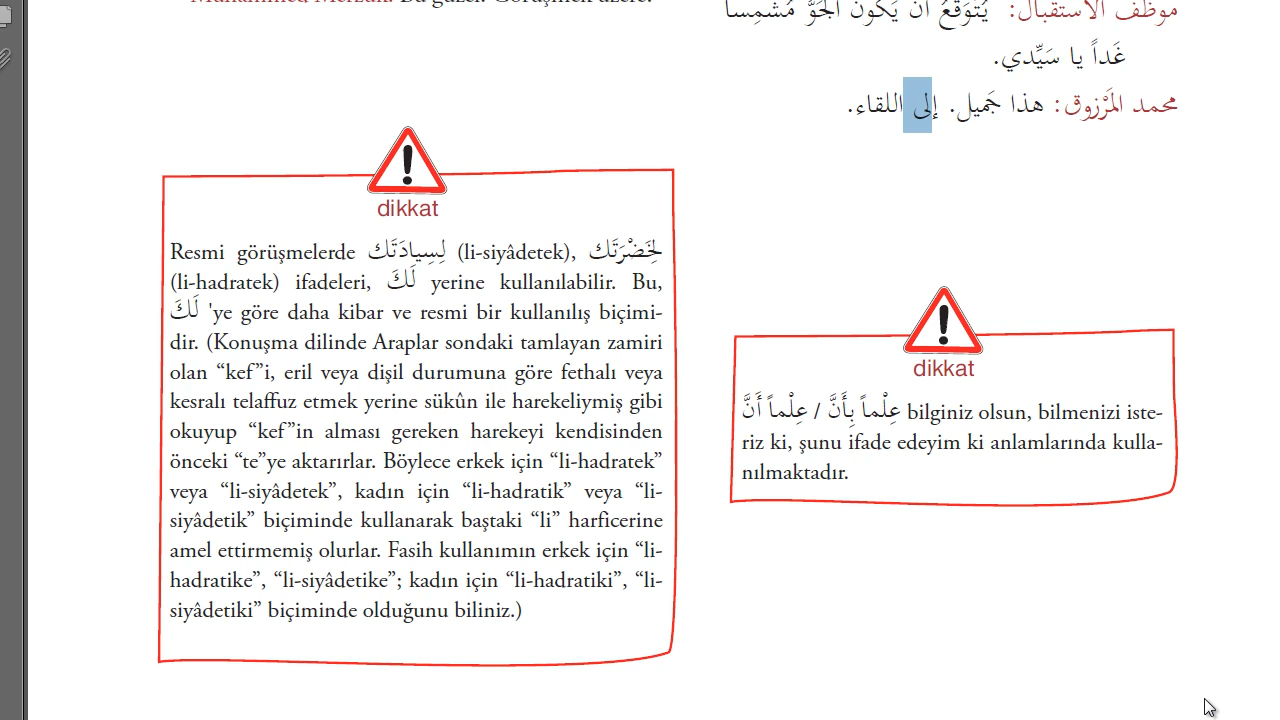 Muhammed Merzuk: Bu güzel. Görüşmek üzere.
موظف الاستقبال: يُتَوَقَّعُ أن يَكون الجَوّ مُشمِساً
غَداً يا سَيِّدي.
محمد المَرْزوق: هذا جَميل. إلى اللقاء.
dikkat
Resmi görüşmelerde لِسِيادَتَك (li-siyâdetek), لِحَضْرَتَك
(li-hadratek) ifadeleri, لَكَ yerine kullanılabilir. Bu,
لَكَ 'ye göre daha kibar ve resmi bir kullanılış biçimi-
dir. (Konuşma dilinde Araplar sondaki tamlayan zamiri
olan “kef”i, eril veya dişil durumuna göre fethalı veya
kesralı telaffuz etmek yerine sükûn ile harekeliymiş gibi
okuyup “kef”in alması gereken harekeyi kendisinden
önceki “te”ye aktarırlar. Böylece erkek için “li-hadratek”
veya “li-siyâdetek”, kadın için “li-hadratik” veya “li-
siyâdetik” biçiminde kullanarak baştaki “li” harficerine
amel ettirmemiş olurlar. Fasih kullanımın erkek için “li-
hadratike”, “li-siyâdetike”; kadın için “li-hadratiki”, “li-
siyâdetiki” biçiminde olduğunu biliniz.)
dikkat
عِلْماً بِأَنَّ / عِلْماً أَنَّ bilginiz olsun, bilmenizi iste-
riz ki, şunu ifade edeyim ki anlamlarında kulla-
nılmaktadır.